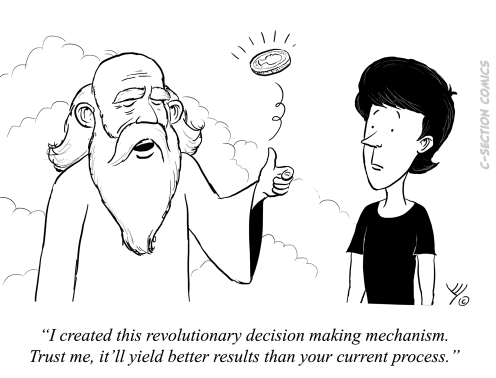 C-SECTION COMICS
“I created this revolutionary decision making mechanism.
Trust me, it’ll yield better results than your current process.”